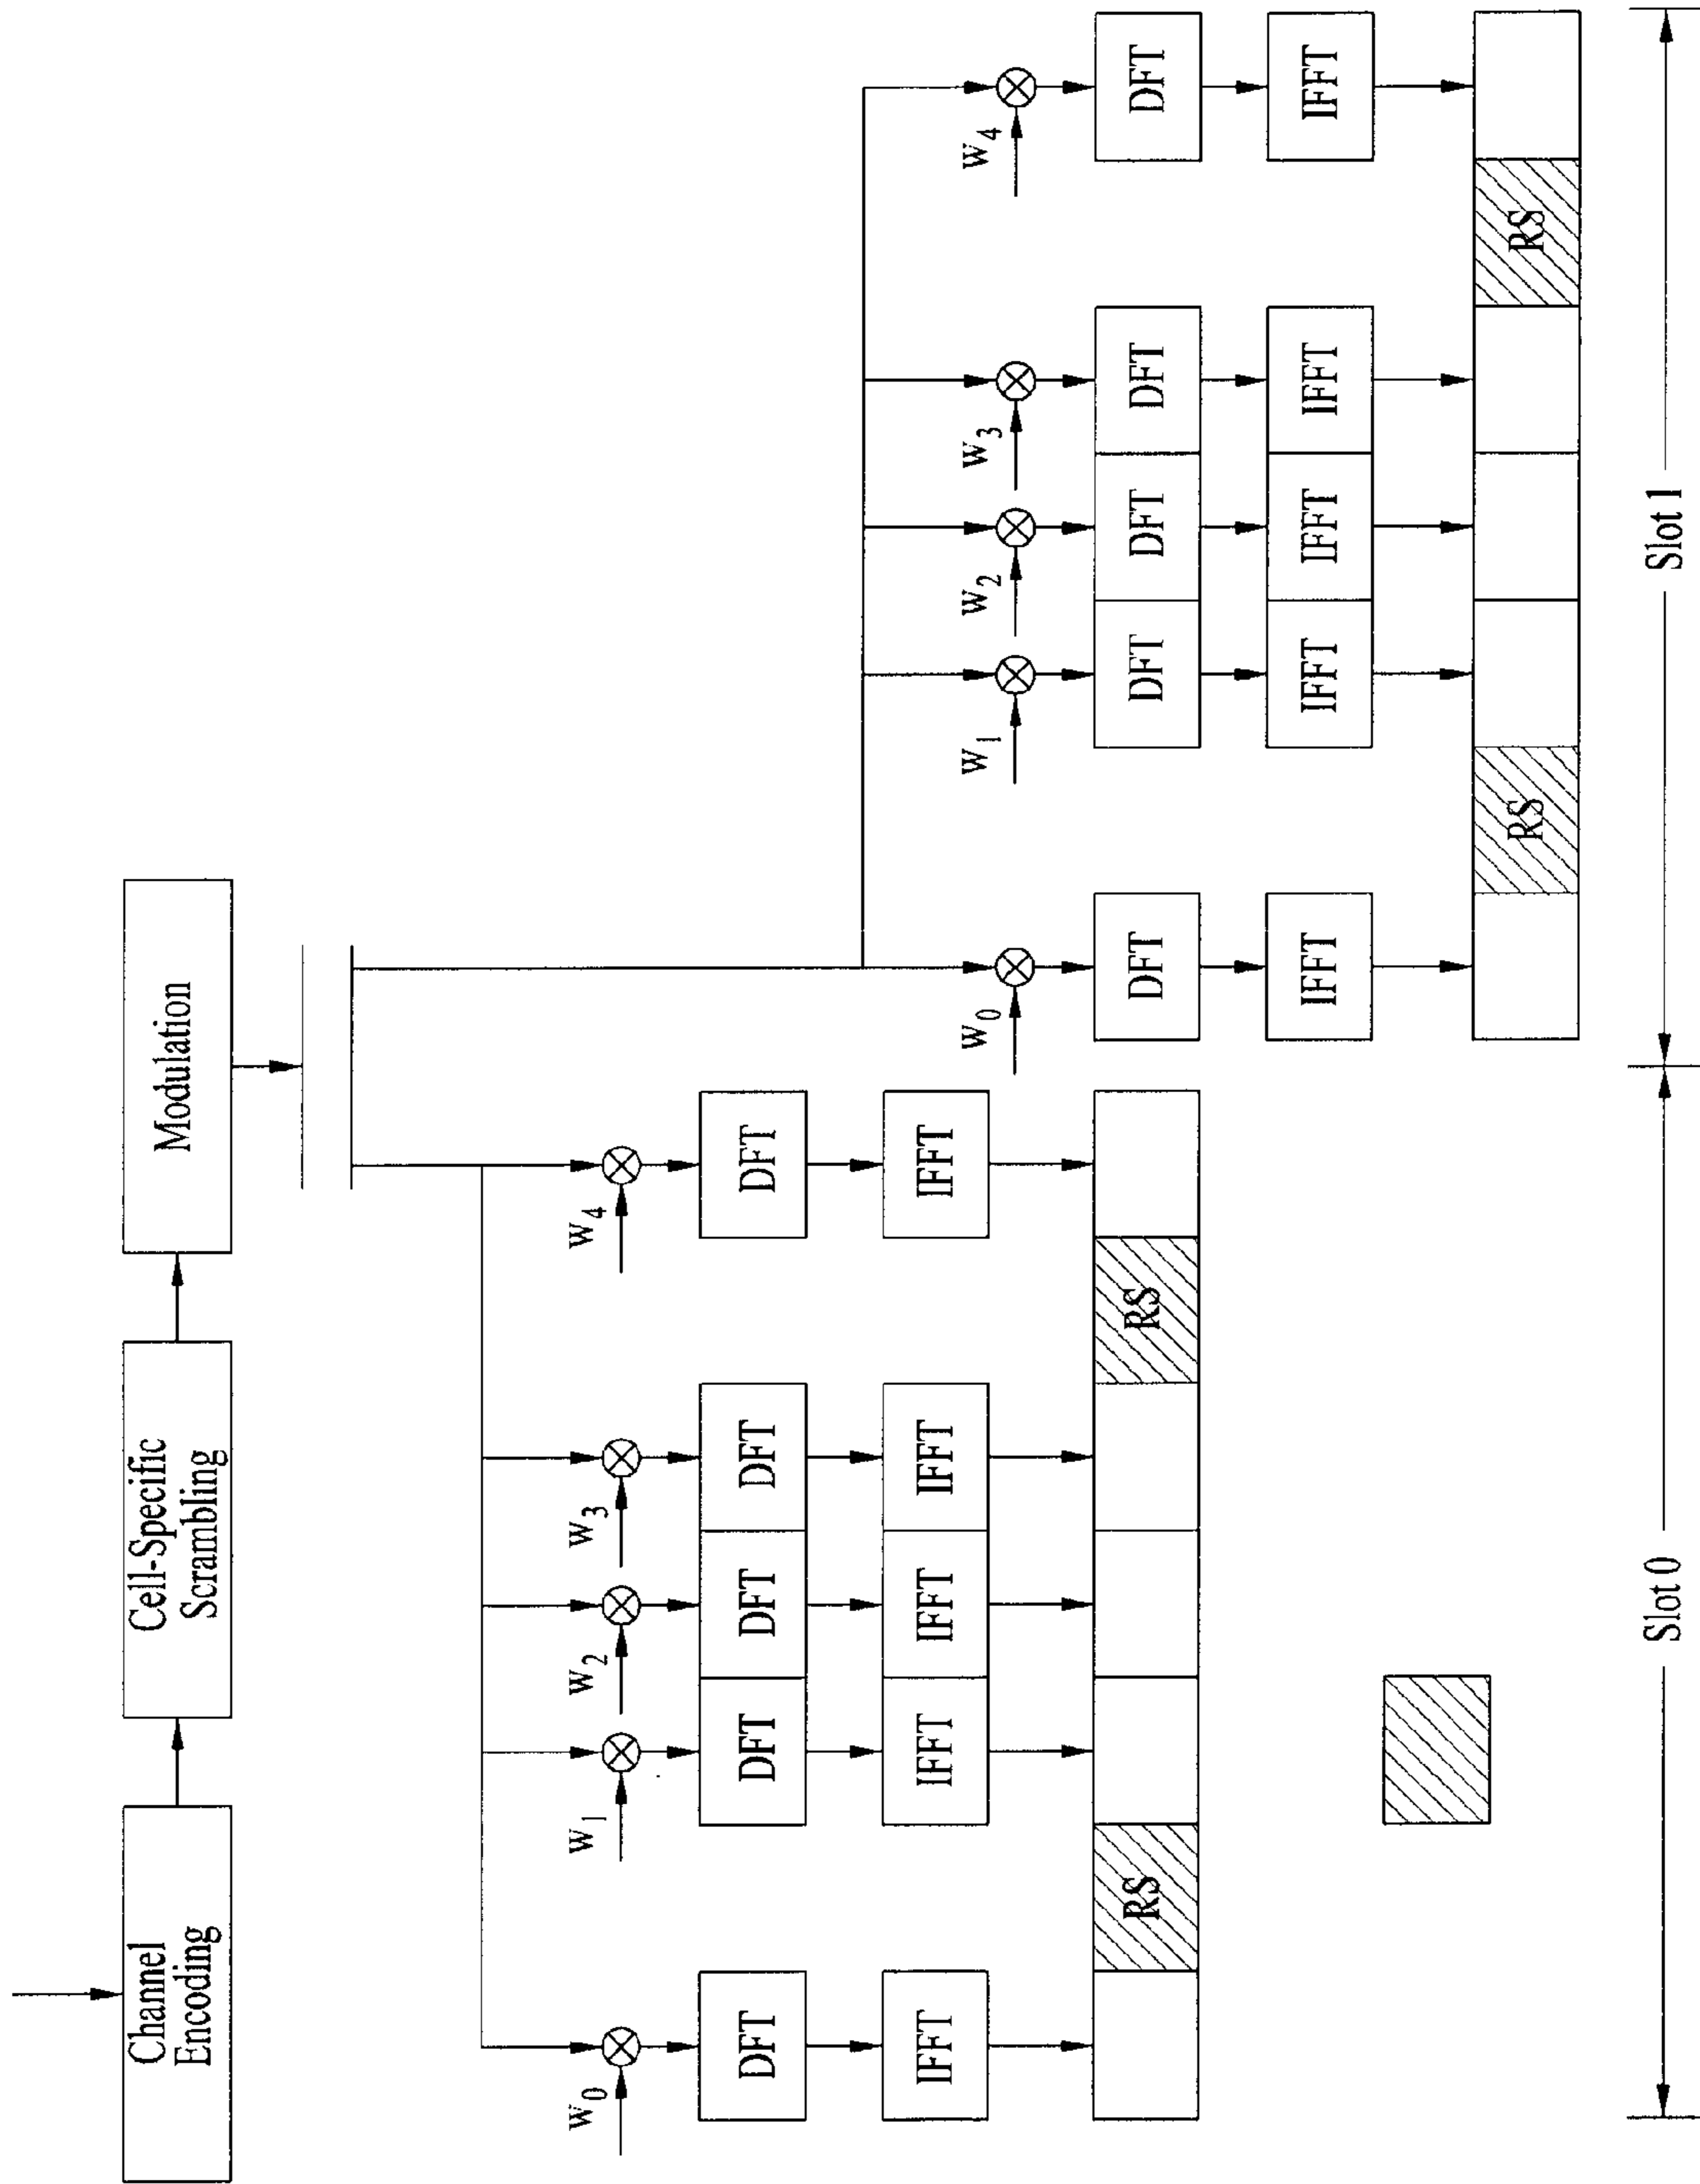 Channel
Encoding
Cell-Specific
Scrambling
Modulation
W0
W1
W2
W3
W4
DFT
DFT
DFT
DFT
DFT
IFFT
IFFT
IFFT
IFFT
IFFT
RS
RS
W0
W1
W2
W3
W4
DFT
DFT
DFT
DFT
DFT
IFFT
IFFT
IFFT
IFFT
IFFT
RS
RS
Slot 0
Slot 1